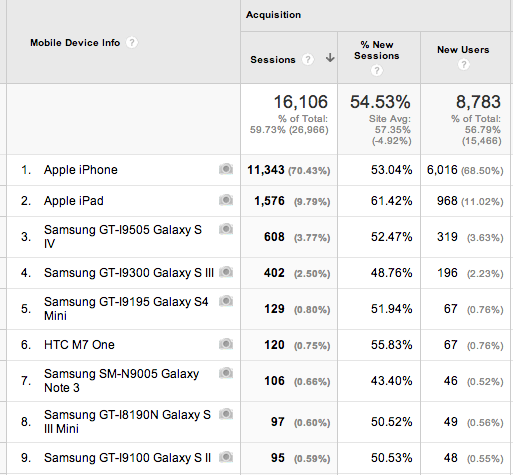 Acquisition
Mobile Device Info ?
Sessions ?
% New
Sessions
?
New Users
?
16,106
% of Total:
59.73% (26,966)
54.53%
Site Avg:
57.35%
(-4.92%)
8,783
% of Total:
56.79%
(15,466)
1. Apple iPhone 11,343 (70.43%) 53.04% 6,016 (68.50%)
2. Apple iPad 1,576 (9.79%) 61.42% 968 (11.02%)
3. Samsung GT-I9505 Galaxy S
IV
608 (3.77%) 52.47% 319 (3.63%)
4. Samsung GT-I9300 Galaxy S III 402 (2.50%) 48.76% 196 (2.23%)
5. Samsung GT-I9195 Galaxy S4
Mini
129 (0.80%) 51.94% 67 (0.76%)
6. HTC M7 One 120 (0.75%) 55.83% 67 (0.76%)
7. Samsung SM-N9005 Galaxy
Note 3
106 (0.66%) 43.40% 46 (0.52%)
8. Samsung GT-I8190N Galaxy S
III Mini
97 (0.60%) 50.52% 49 (0.56%)
9. Samsung GT-I9100 Galaxy S II 95 (0.59%) 50.53% 48 (0.55%)